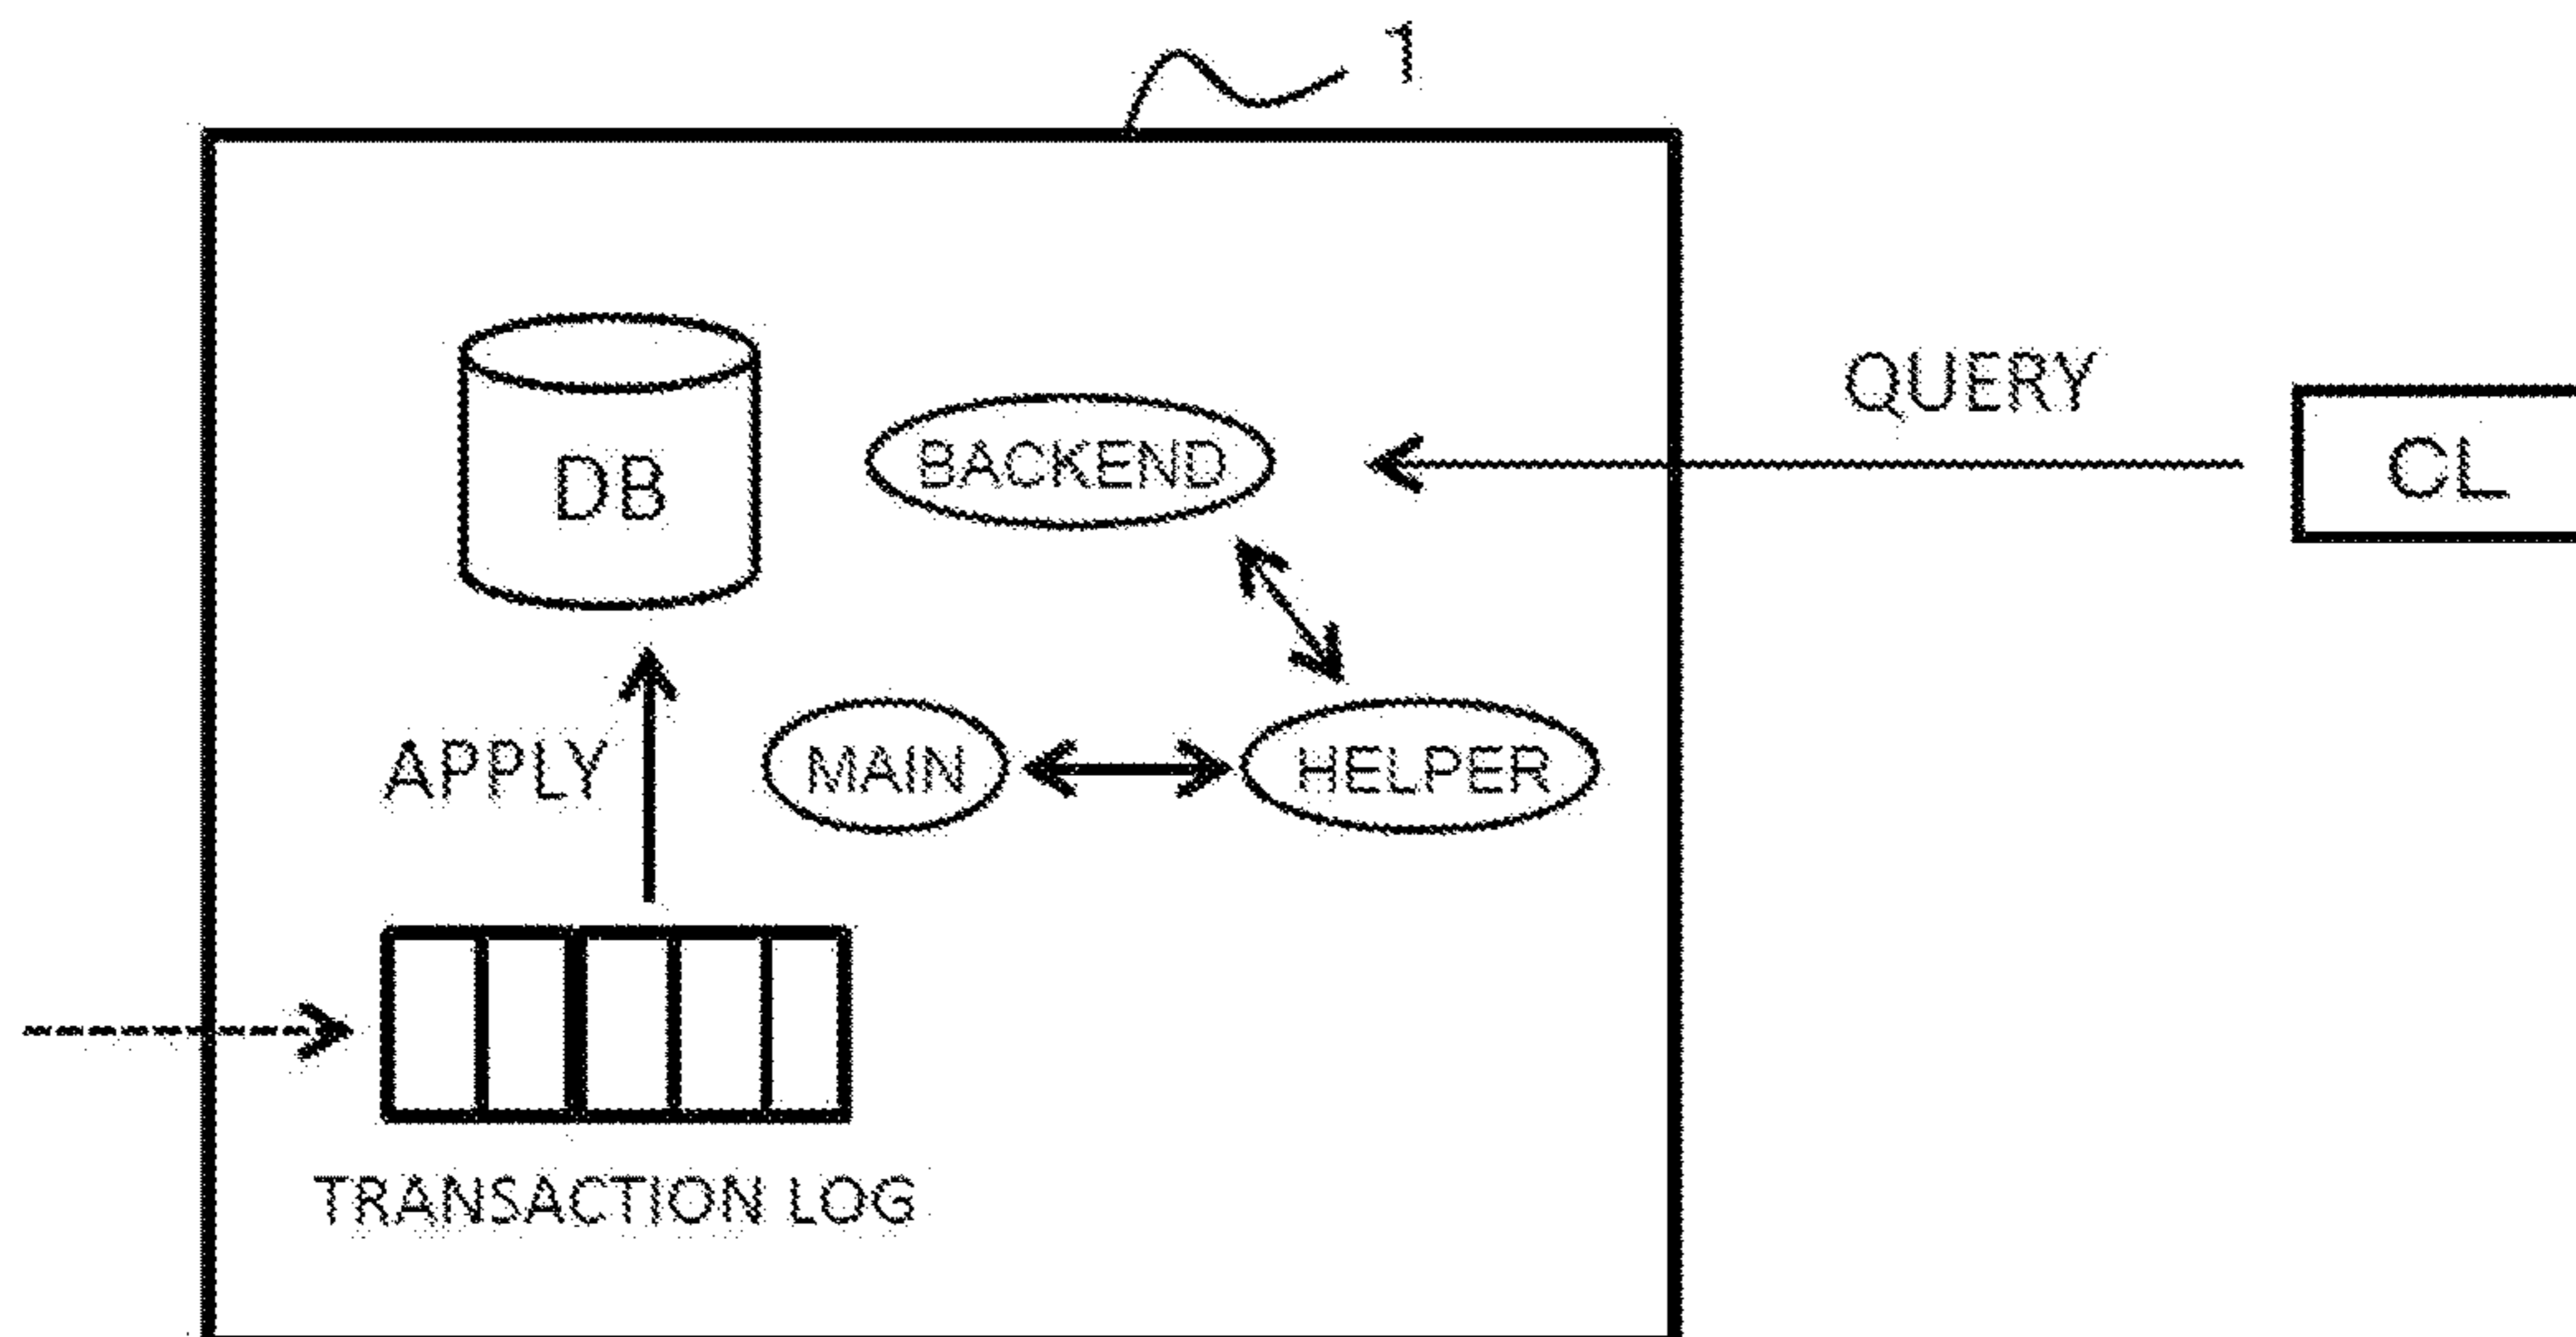 1
QUERY
CL
BACKEND
DB
APPLY
MAIN
HELPER
TRANSACTION LOG